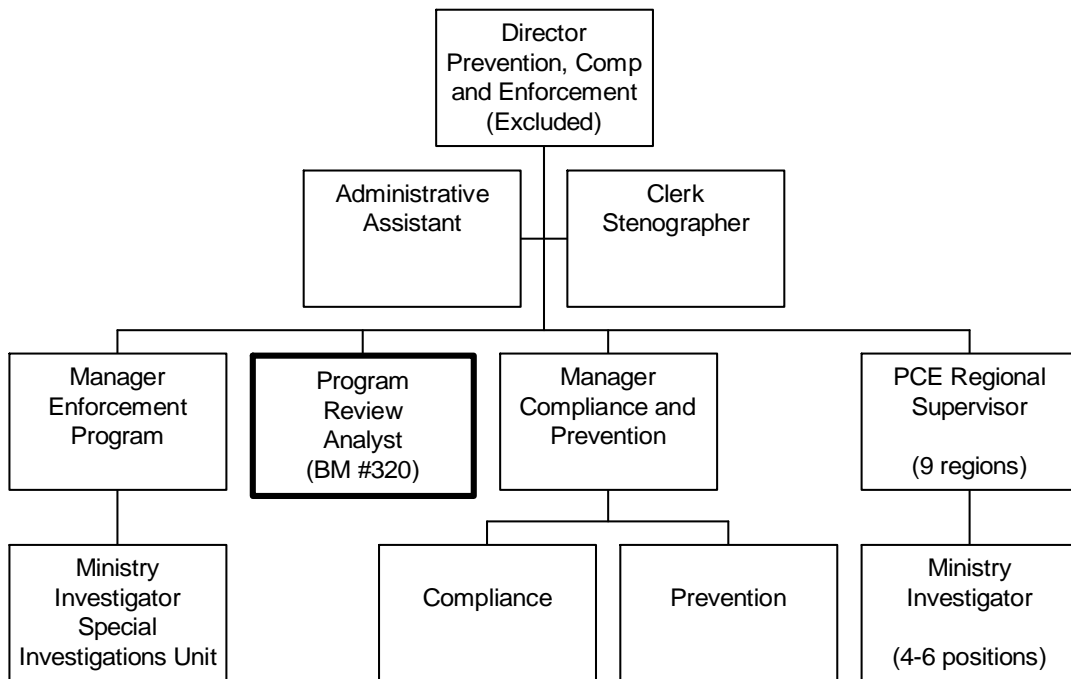 Director
Prevention, Comp
and Enforcement
(Excluded)
Administrative
Assistant
Clerk
Stenographer
Manager
Enforcement
Program
Program
Review
Analyst
(BM #320)
Manager
Compliance and
Prevention
PCE Regional
Supervisor
(9 regions)
Ministry
Investigator
Special
Investigations Unit
Compliance
Prevention
Ministry
Investigator
(4-6 positions)